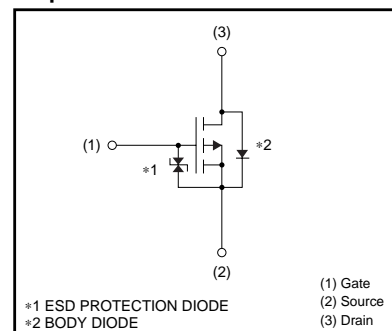 (3)
(1)
∗1
∗2
(2)
∗1 ESD PROTECTION DIODE
∗2 BODY DIODE
(1) Gate
(2) Source
(3) Drain